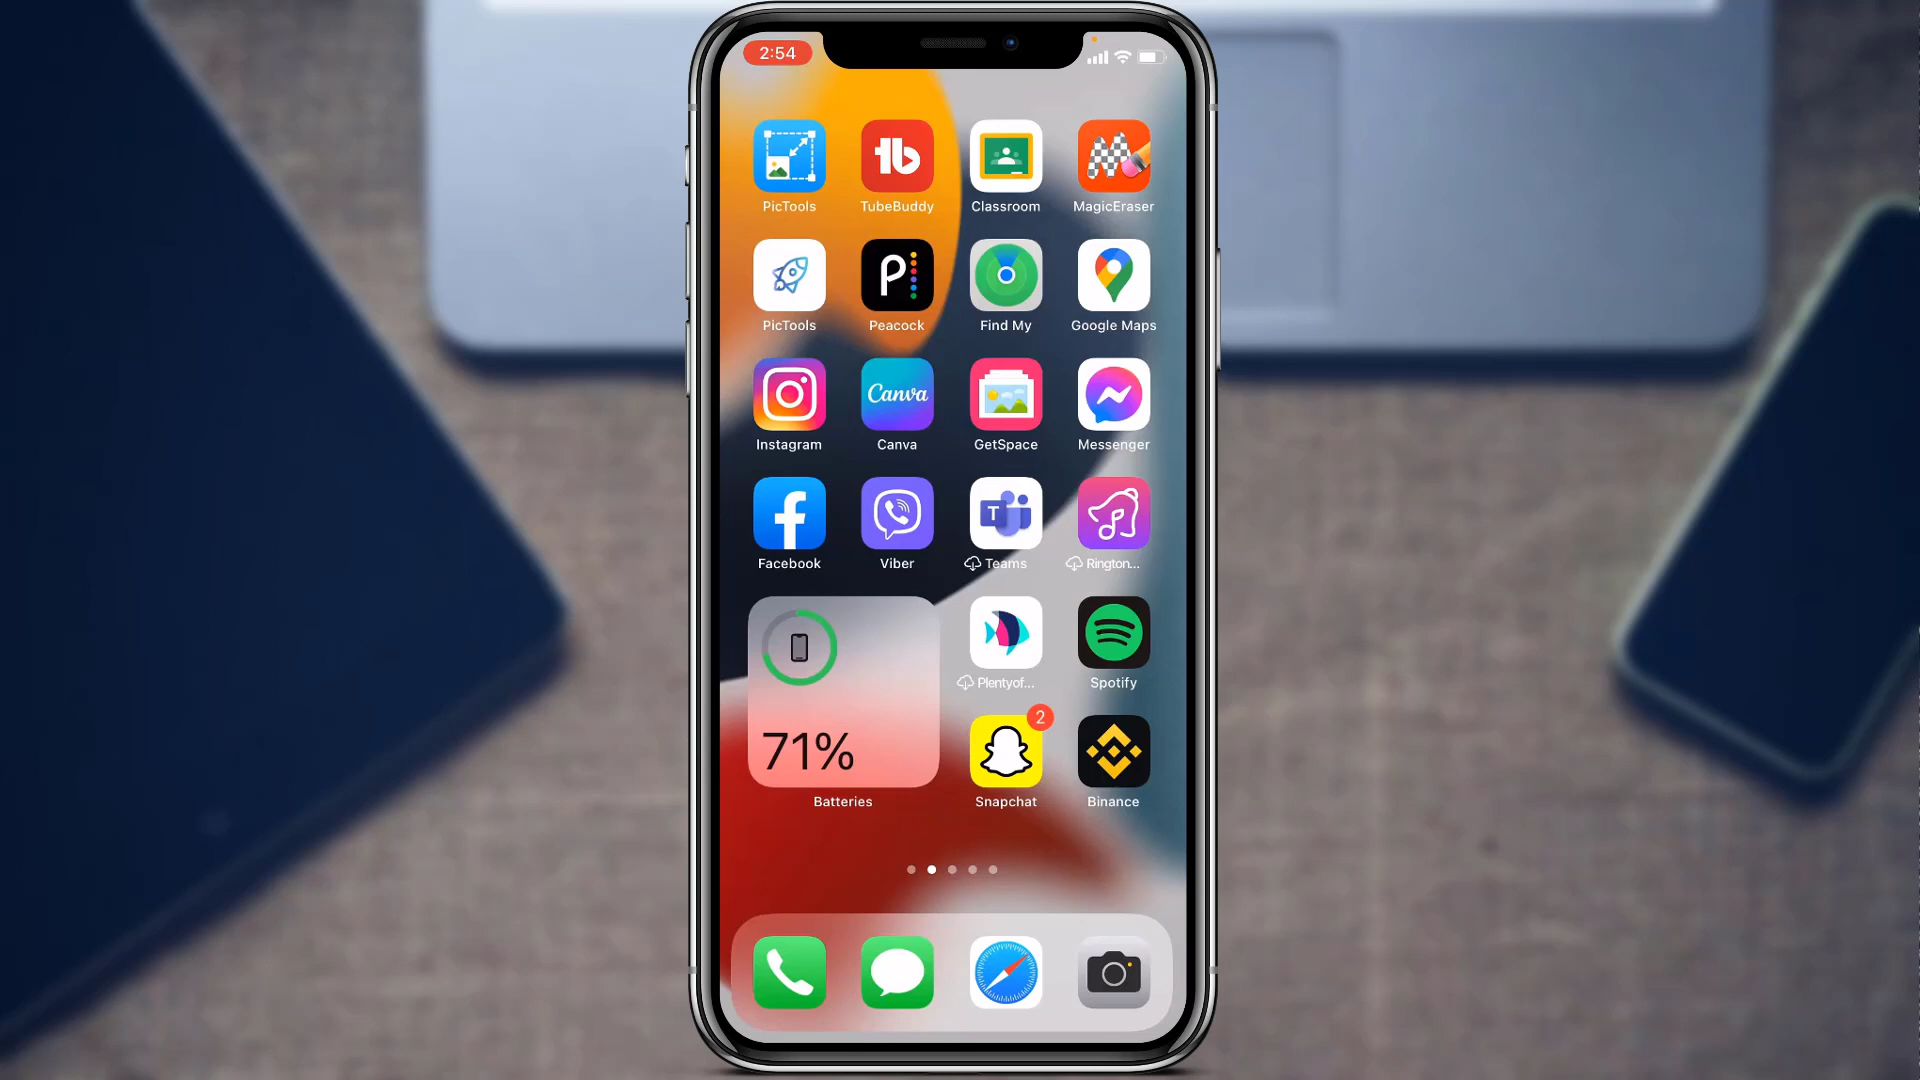 2:54
PicTools
TubeBuddy
Classroom
MagicEraser
PicTools
Peacock
Find My
Google Maps
Canva
Instagram
Canva
GetSpace
Messenger
T
Facebook
Viber
Teams
Rington...
71%
Plentyof...
Spotify
2
Batteries
Snapchat
Binance